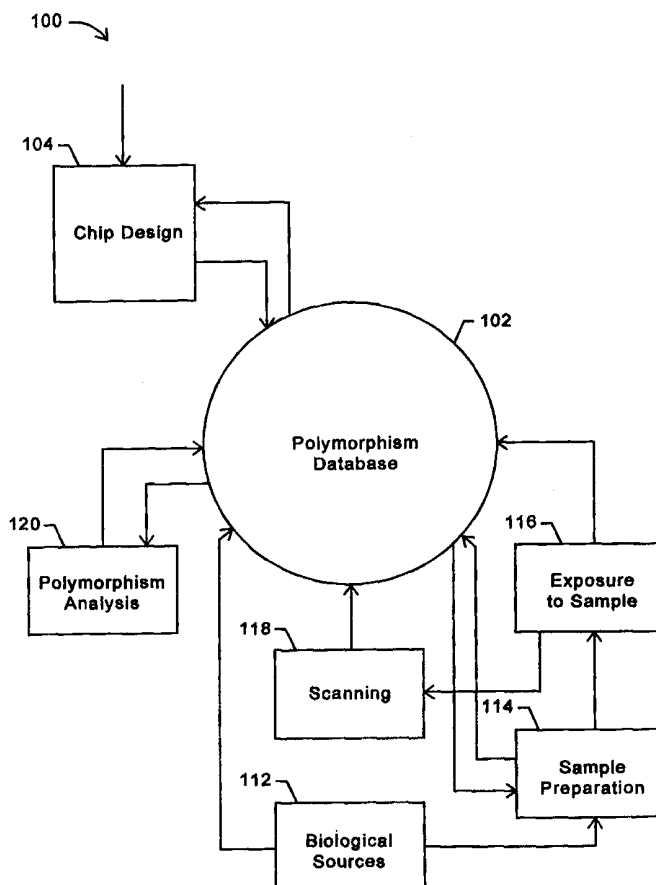 100
104
Chip Design
102
Polymorphism
Database
120
Polymorphism
Analysis
116
Exposure
to Sample
118
Scanning
114
Sample
Preparation
112
Biological
Sources